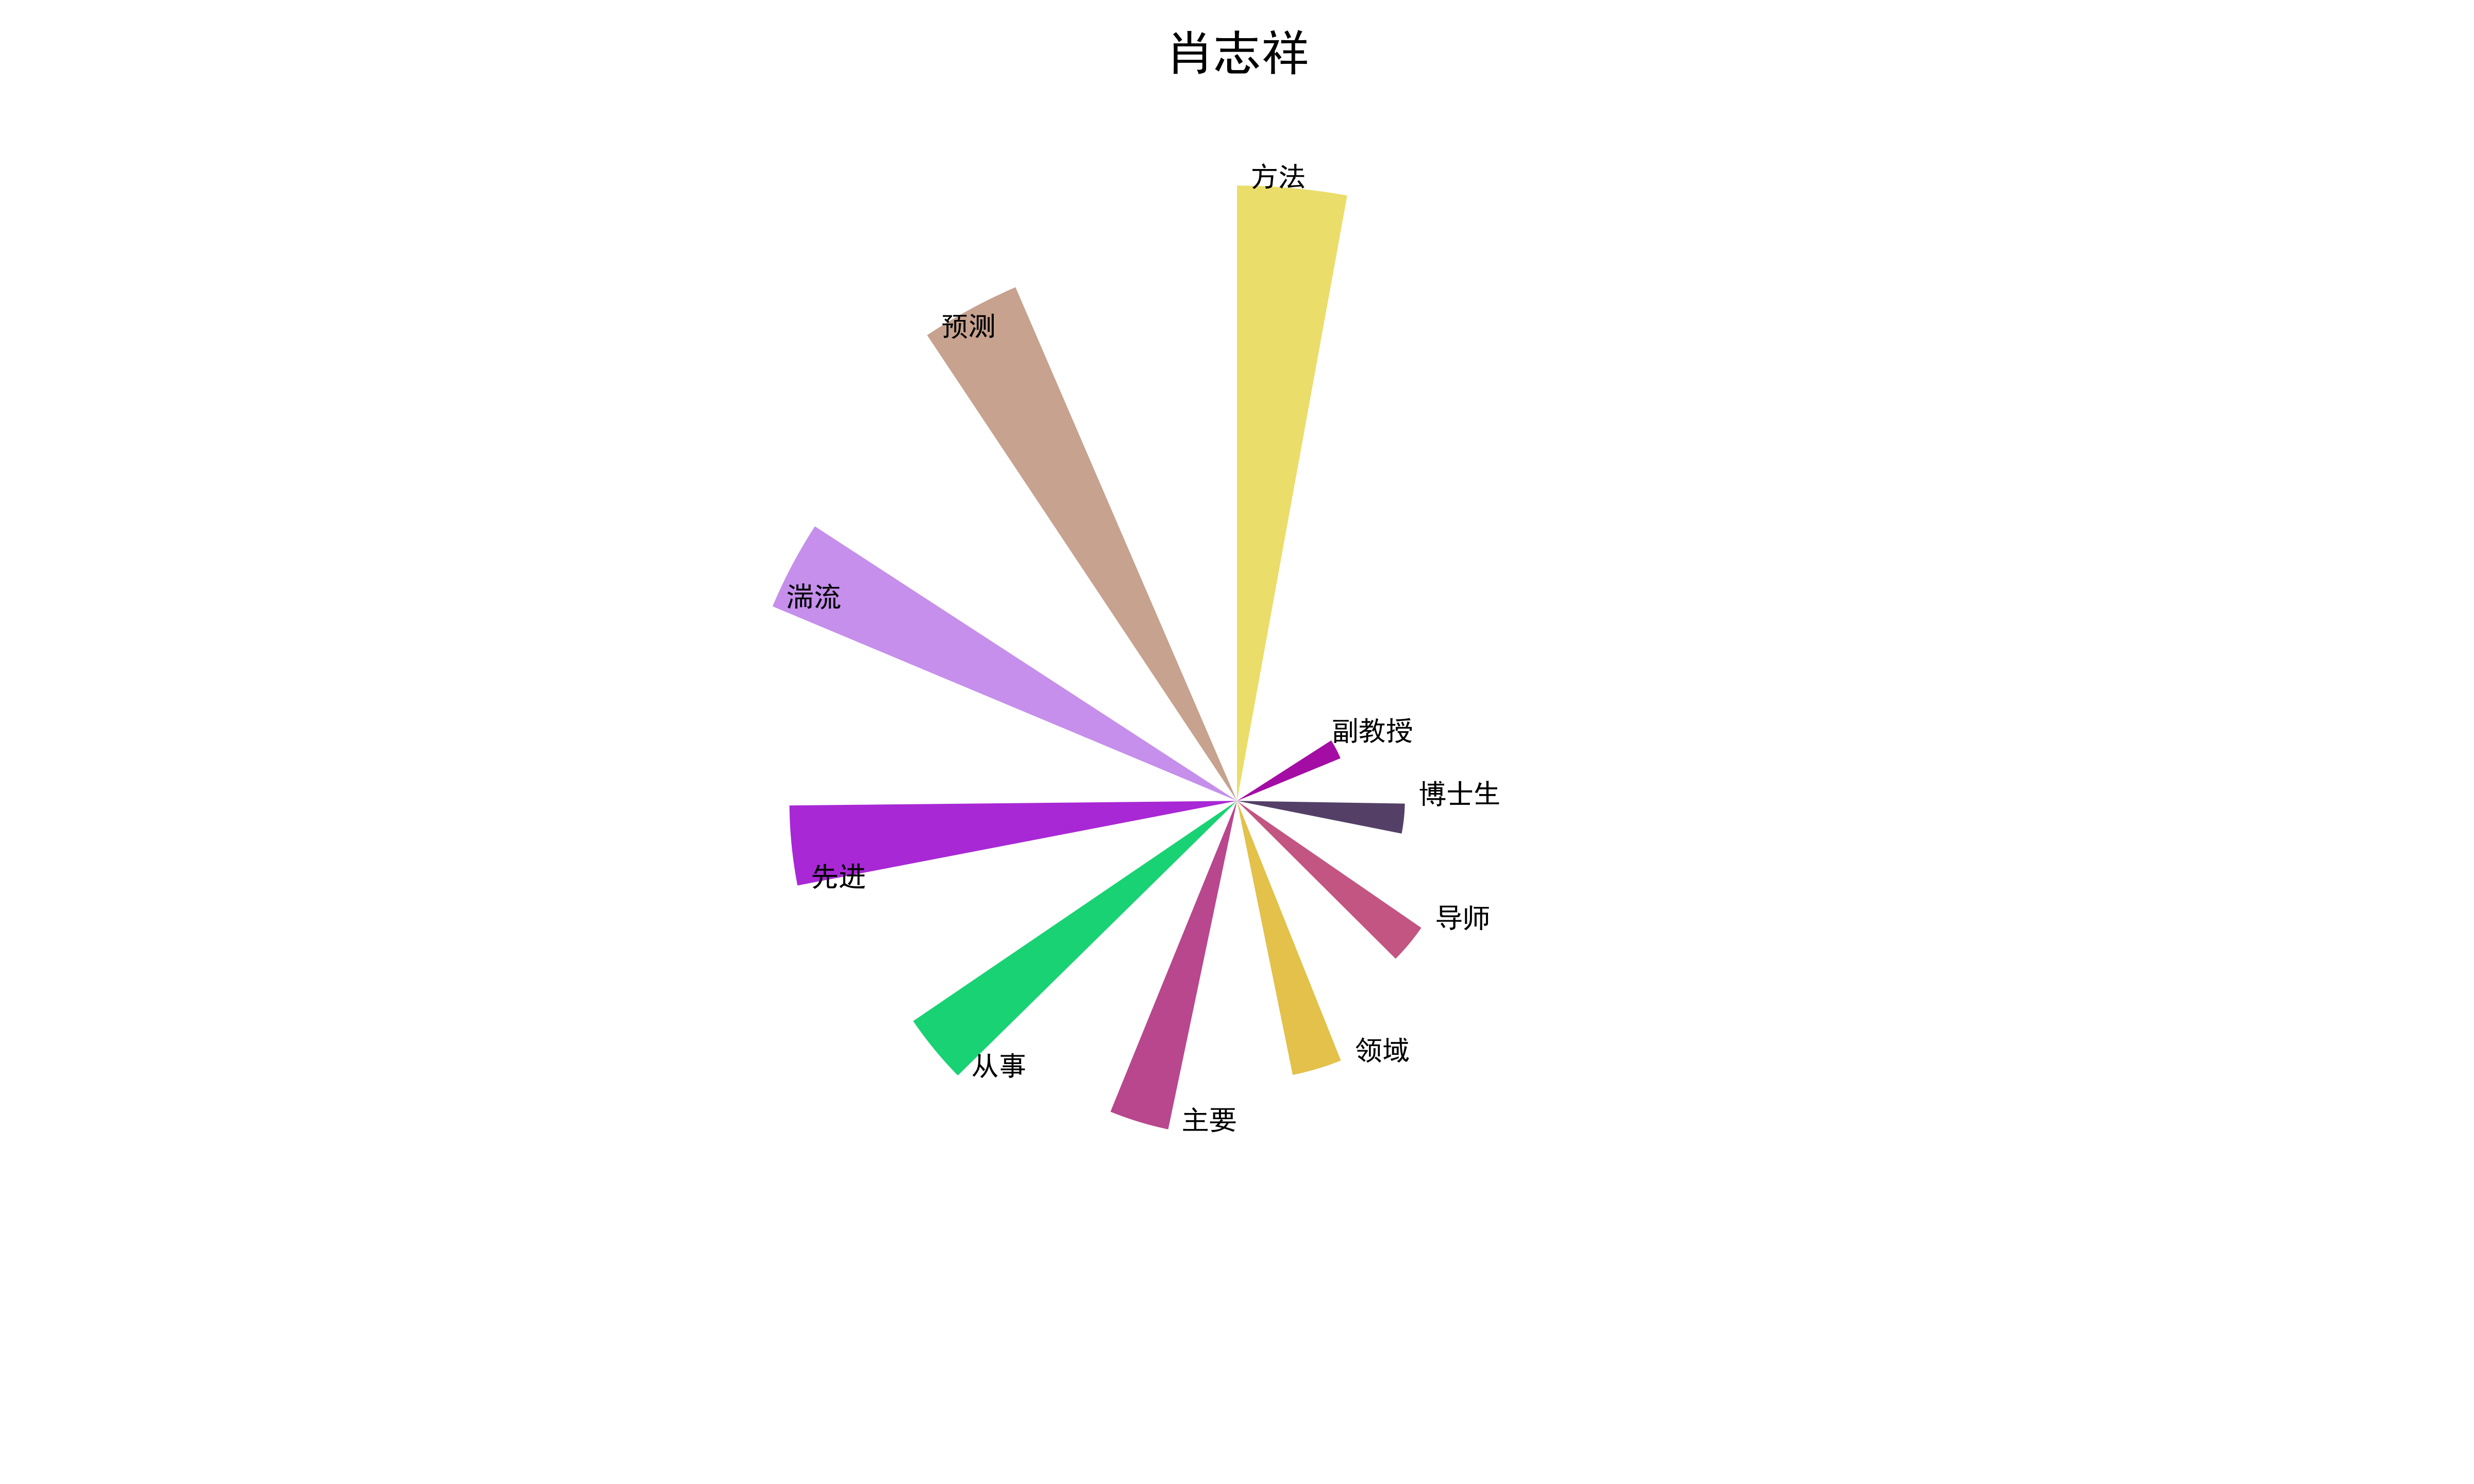 肖志祥
方法
预测
湍流
副教授
博士生
先进
导师
领域
从事
主要